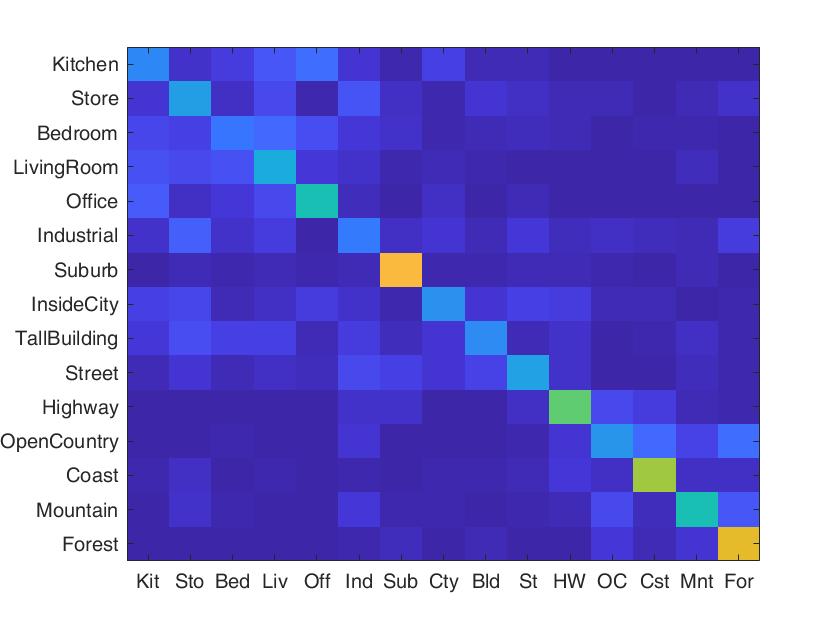 Kitchen
Store
Bedroom
LivingRoom
Office
Industrial
Suburb
InsideCity
TallBuilding
Street
Highway
OpenCountry
Coast
Mountain
Forest
Kit Sto Bed Liv Off Ind Sub Cty Bld St HW OC Cst Mnt For